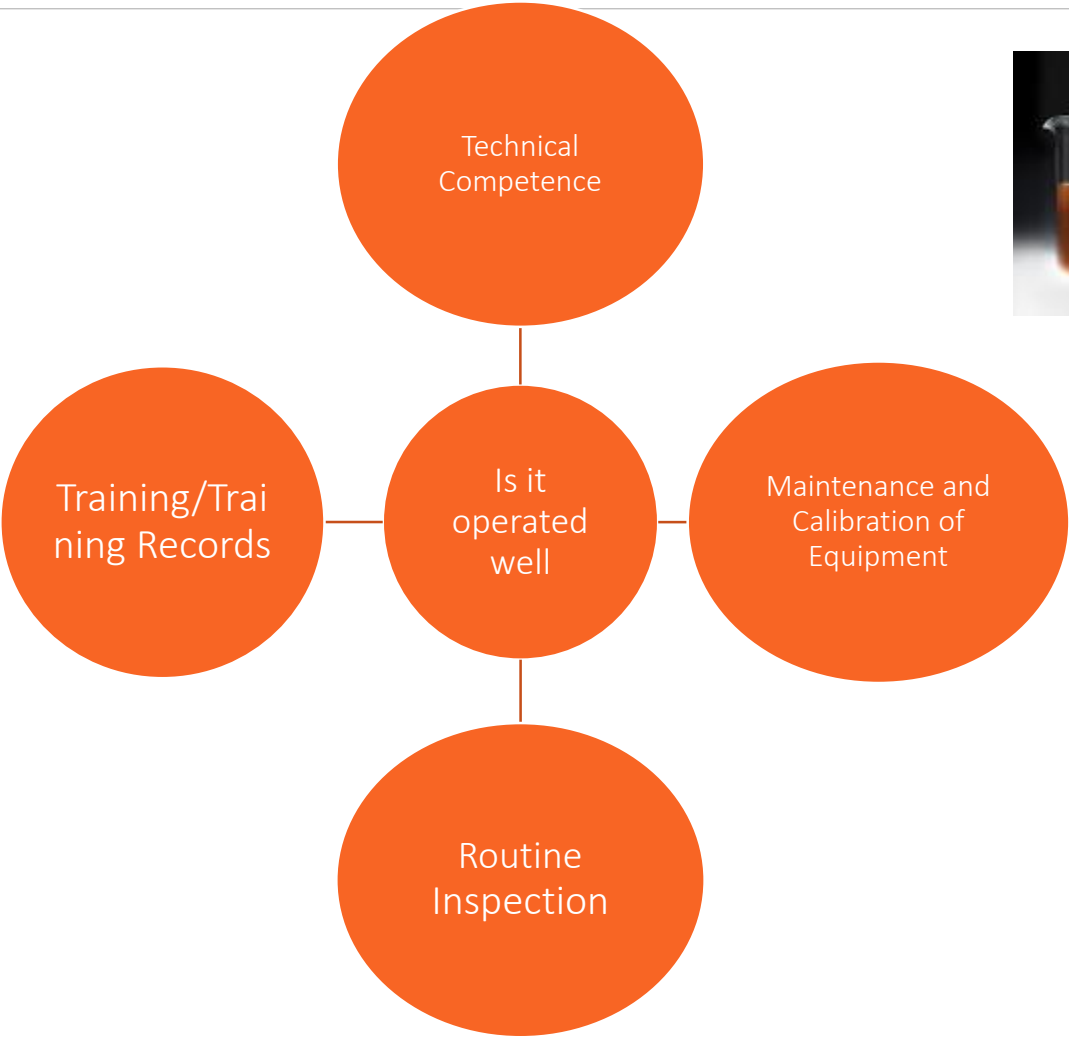 Technical
Competence
Training/Trai
ning Records
Is it
operated
well
Maintenance and
Calibration of
Equipment
Routine
Inspection